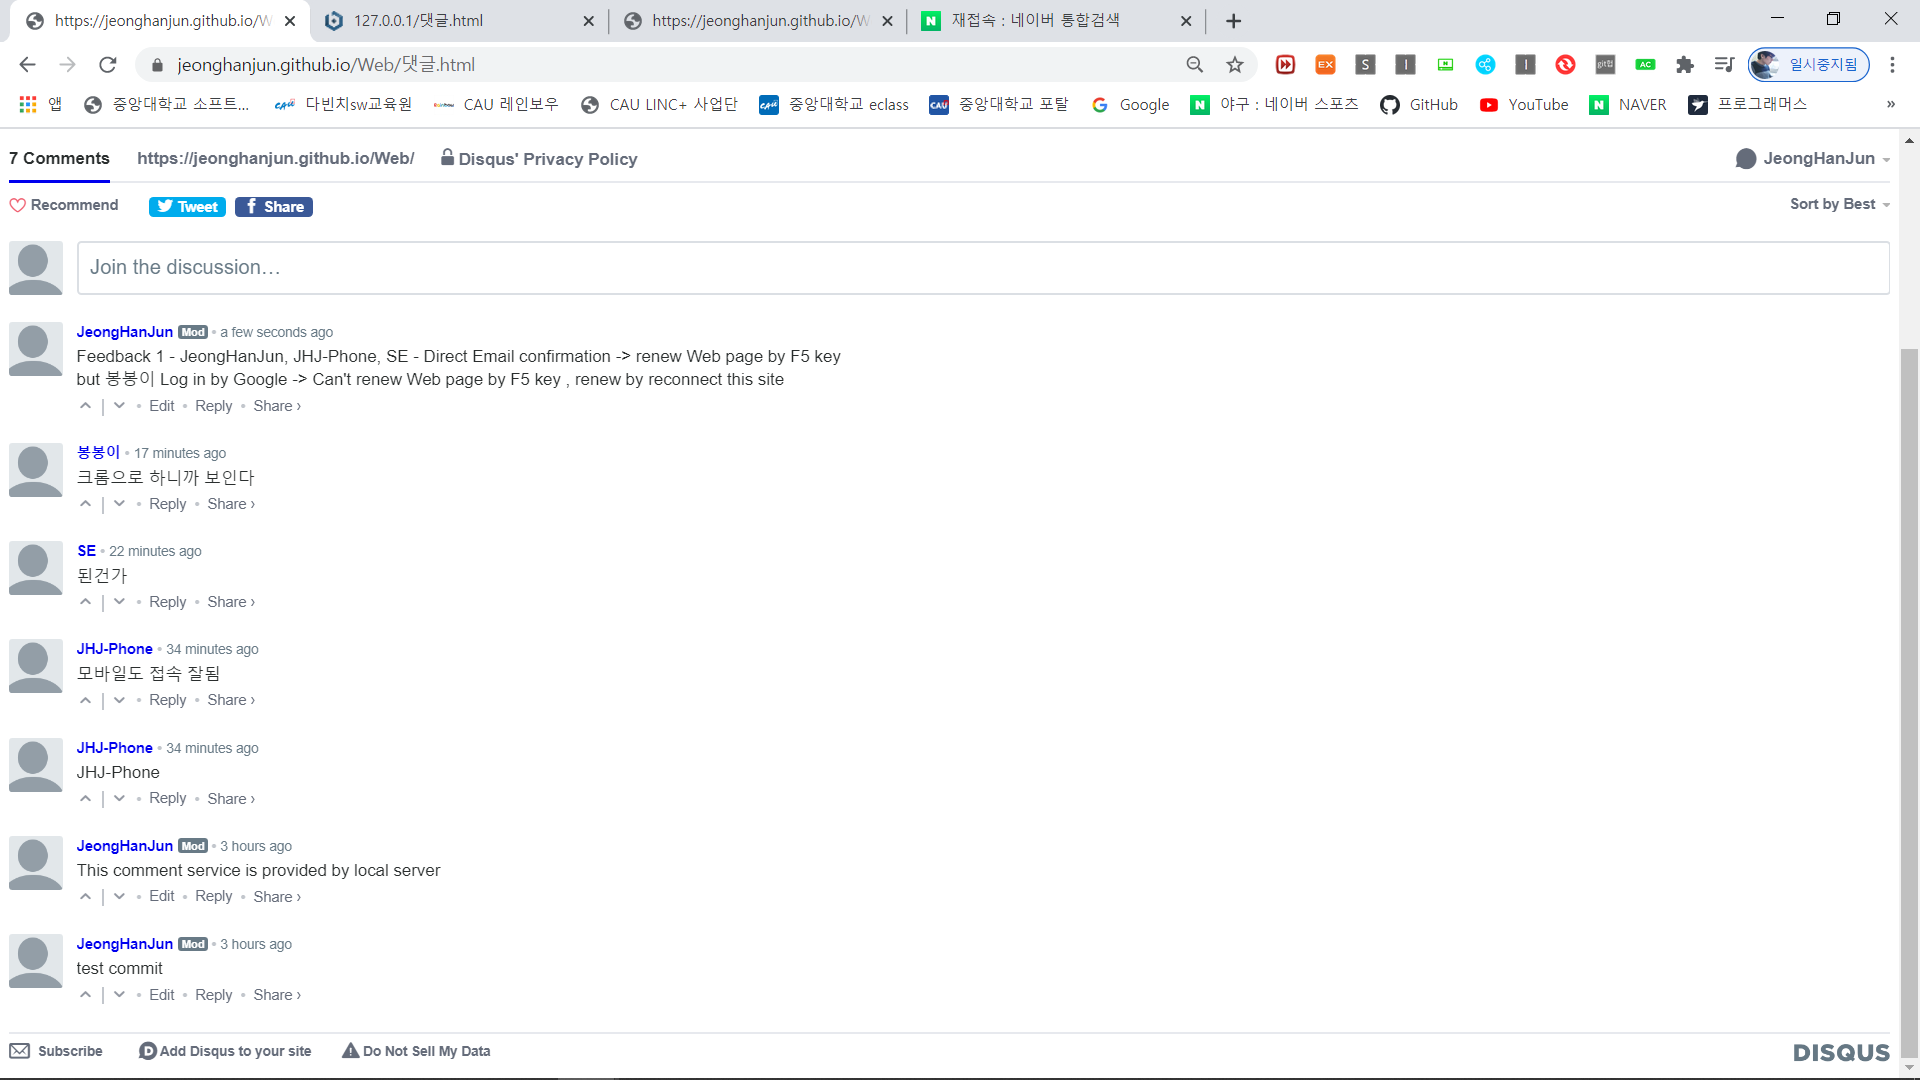 https://jeonghanjun.github.io/W
127.0.0.1/댓글.html
https://jeonghanjun.github.io/W
N
재접속 : 네이버 통합검색
jeonghanjun.github.io/Web/댓글.html
EX
S
I
I
git헙
AC
일시중지됨
앱
중앙대학교 소프트...
다빈치sw교육원
CAU 레인보우
CAU LINC+ 사업단
중앙대학교 eclass
CAU
중앙대학교 포탈
Google
N
야구 : 네이버 스포츠
GitHub
YouTube
N
NAVER
프로그래머스
»
7 Comments
https://jeonghanjun.github.io/Web/
Disqus' Privacy Policy
JeongHanJun
Recommend
Tweet
f Share
Sort by Best
Join the discussion…
JeongHanJun Mod • a few seconds ago
Feedback 1 - JeongHanJun, JHJ-Phone, SE - Direct Email confirmation -> renew Web page by F5 key
but 봉봉이 Log in by Google -> Can't renew Web page by F5 key , renew by reconnect this site
| • Edit • Reply • Share ›
봉봉이 • 17 minutes ago
크롬으로 하니까 보인다
| • Reply • Share ›
SE • 22 minutes ago
된건가
| • Reply • Share ›
JHJ-Phone • 34 minutes ago
모바일도 접속 잘됨
| • Reply • Share ›
JHJ-Phone • 34 minutes ago
JHJ-Phone
| • Reply • Share ›
JeongHanJun Mod • 3 hours ago
This comment service is provided by local server
| • Edit • Reply • Share ›
JeongHanJun Mod • 3 hours ago
test commit
| • Edit • Reply • Share ›
Subscribe
D Add Disqus to your site
Do Not Sell My Data
DISQUS